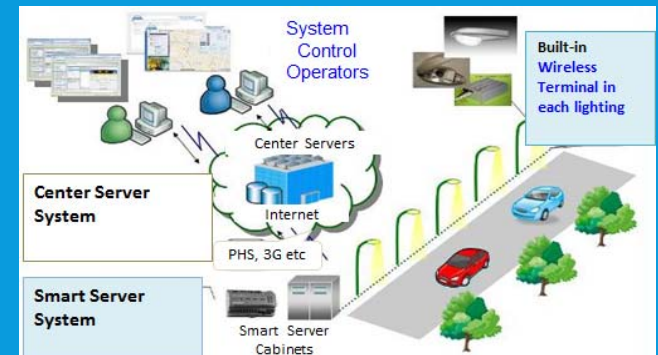 System
Control
Operators
Built-in
Wireless
Terminal in
each lighting
Center Servers
Center Server
System
Internet
PHS, 3G etc
Smart Server
System
Smart Server
Cabinets